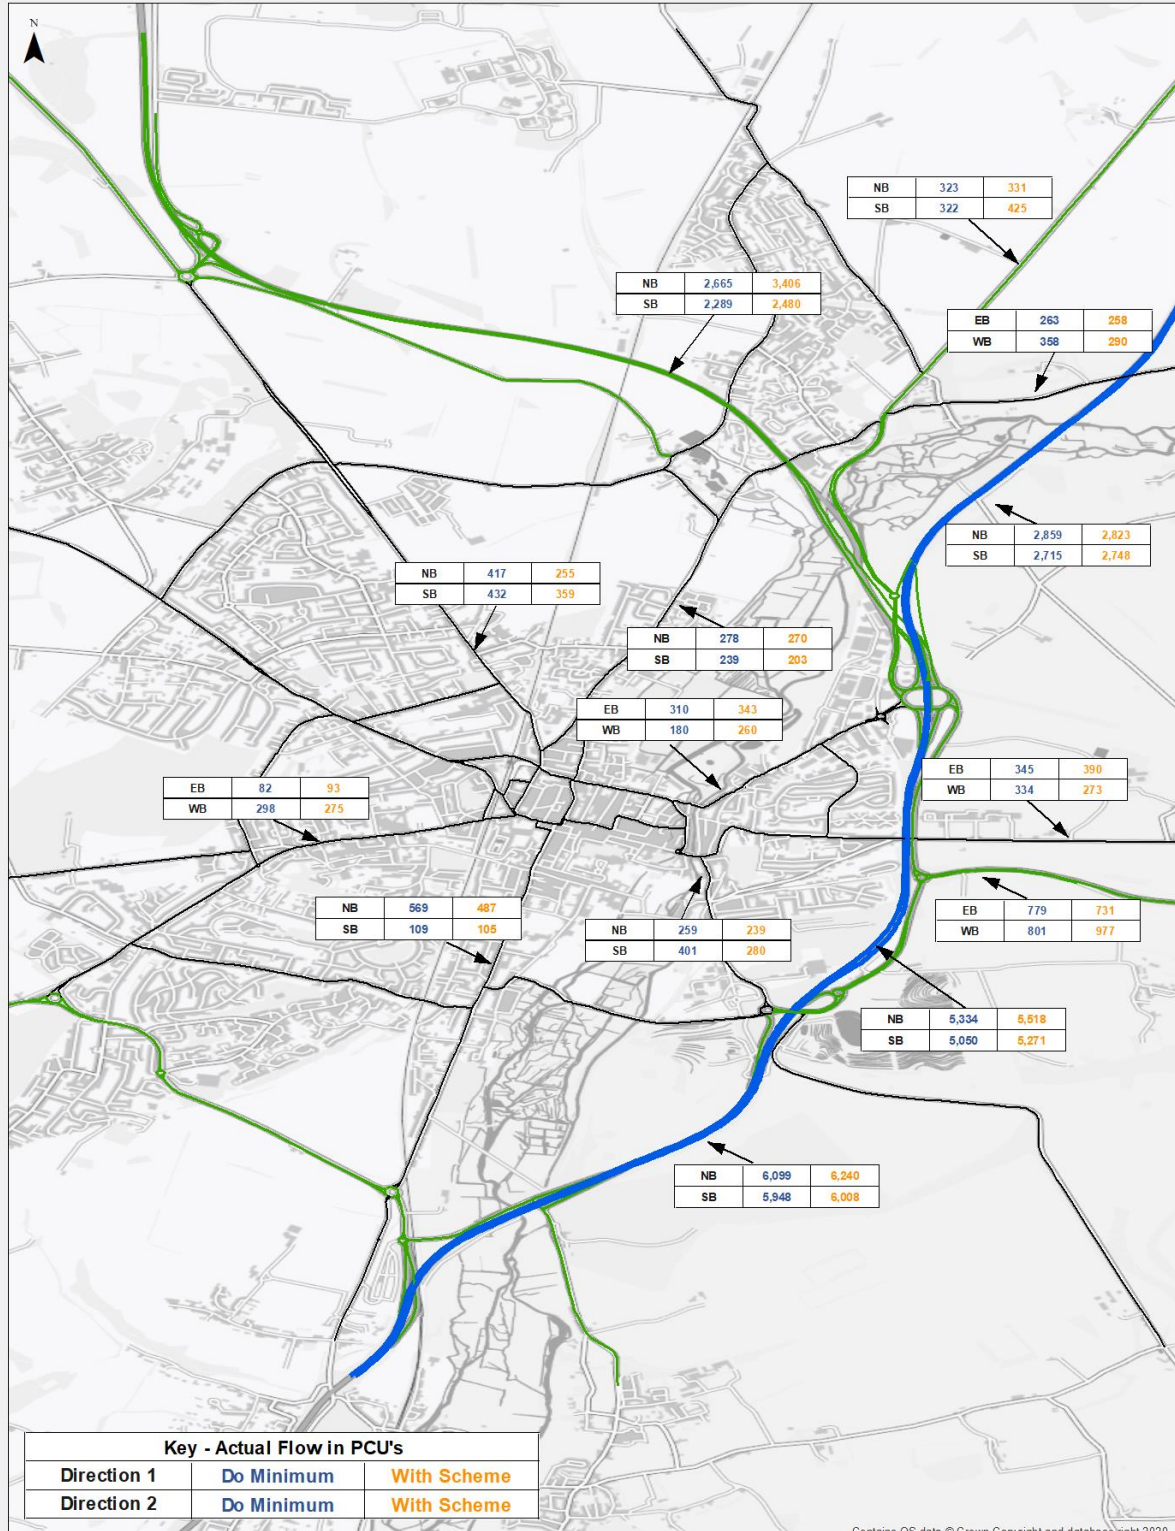 N
NB 323 331
SB 322 425
NB 2,665 3,406
SB 2,289 2,480
EB 263 258
WB 358 290
NB 2,859 2,823
SB 2,715 2,748
NB 417 255
SB 432 359
NB 278 270
SB 239 203
EB 310 343
WB 180 260
EB 345 390
WB 334 273
EB 82 93
WB 298 275
NB 569 487
SB 109 105
NB 259 239
SB 401 280
EB 779 731
WB 801 977
NB 5,334 5,518
SB 5,050 5,271
NB 6,099 6,240
SB 5,948 6,008
Key - Actual Flow in PCU's
Direction 1 Do Minimum With Scheme
Direction 2 Do Minimum With Scheme
Contains OS data © Crown Copyright and database right 2020